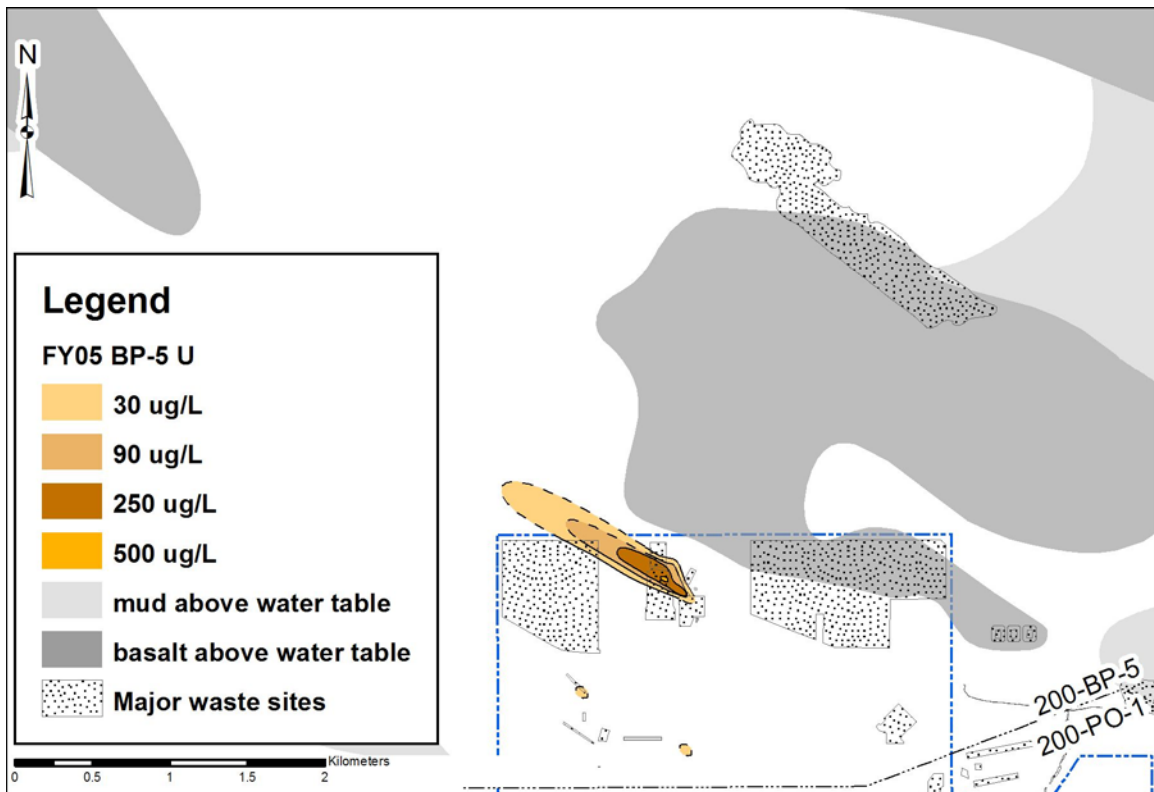 N
Legend
FY05 BP-5 U
30 ug/L
90 ug/L
250 ug/L
500 ug/L
mud above water table
basalt above water table
Major waste sites
Kilometers
0 0.5 1 1.5 2
200-BP-5
200-PO-1